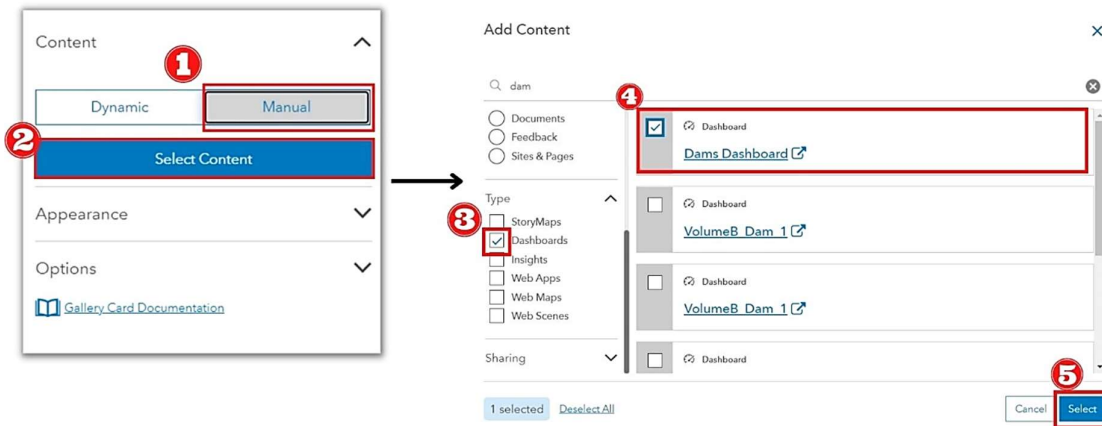 Content
1
Dynamic
Manual
2
Select Content
Appearance
Options
Gallery Card Documentation
Add Content
dam
Documents
Feedback
Sites & Pages
Type
3
StoryMaps
Dashboards
Insights
Web Apps
Web Maps
Web Scenes
Sharing
4
Dashboard
Dams Dashboard
Dashboard
VolumeB_Dam_1
Dashboard
VolumeB_Dam_1
Dashboard
1 selected
Deselect All
5
Cancel
Select